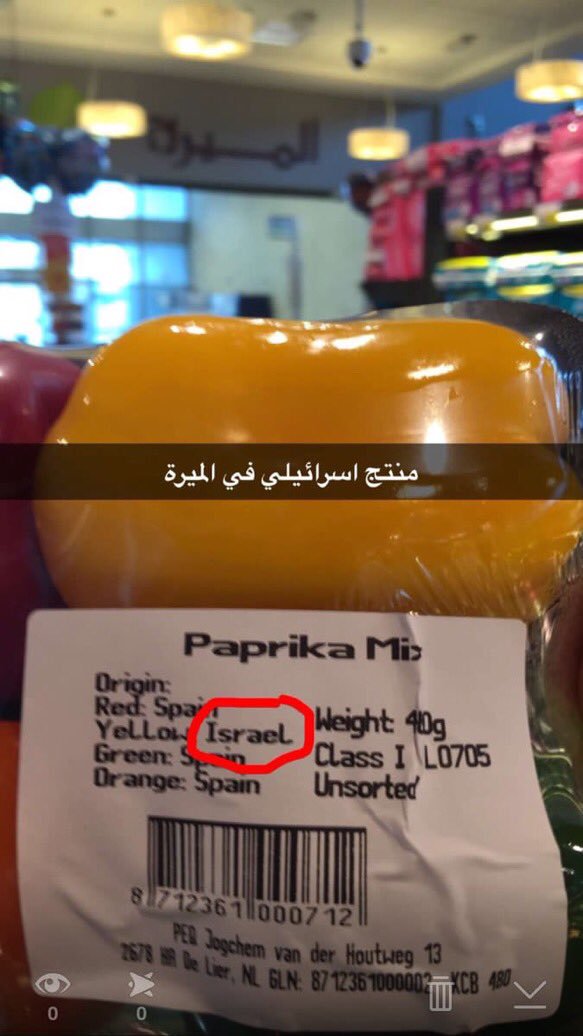 الميرة
منتج اسرائيلي في الميرة
Paprika Mix
Origin:
Red: Spain
Yellow: Israel
Green: Spain
Orange: Spain
Weight: 400g
Class I L0705
Unsorted
8 712361 000712
PEQ Jogchem van der Houtweg 13
2678 HA De Lier, NL GLN: 8712361000002 KCB 480
0
0